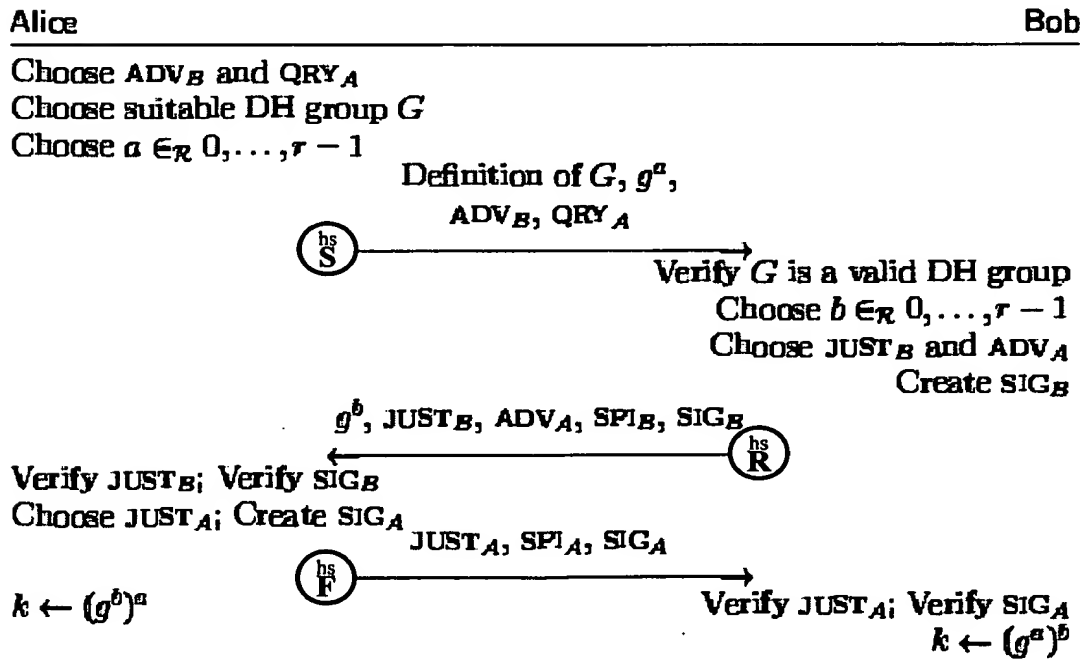 Alice Bob
Choose ADV_B and QRY_A
Choose suitable DH group G
Choose a ∈_R 0,...,r − 1
Definition of G, g^a,
ADV_B, QRY_A
hs
S
Verify G is a valid DH group
Choose b ∈_R 0,...,r − 1
Choose JUST_B and ADV_A
Create SIG_B
g^b, JUST_B, ADV_A, SPI_B, SIG_B
hs
R
Verify JUST_B; Verify SIG_B
Choose JUST_A; Create SIG_A
JUST_A, SPI_A, SIG_A
hs
F
k ← (g^b)^a
Verify JUST_A; Verify SIG_A
k ← (g^a)^b